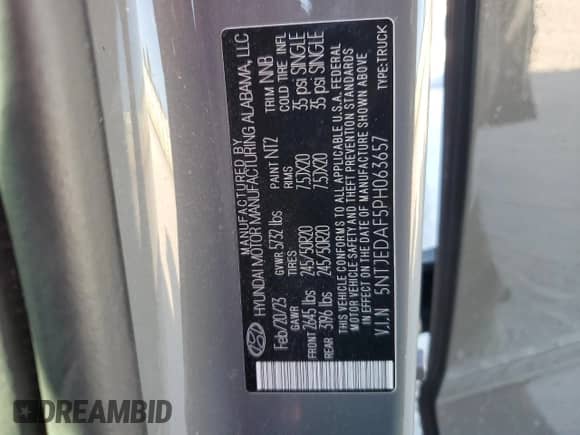 MANUFACTURED BY
HYUNDAI MOTOR MANUFACTURING ALABAMA, LLC
Feb/20/23 GVWR 5732 lbs PAINT NT2 TRIM NNB
GAWR TIRES RIMS COLD TIRE INFL
FRONT 2645 lbs 245/50R20 7.5JX20 35 psi SINGLE
REAR 3196 lbs 245/50R20 7.5JX20 35 psi SINGLE
THIS VEHICLE CONFORMS TO ALL APPLICABLE U.S.A. FEDERAL
MOTOR VEHICLE SAFETY AND THEFT PREVENTION STANDARDS
IN EFFECT ON THE DATE OF MANUFACTURE SHOWN ABOVE
V.I.N 5NTJEDAF5PH063657 TYPE:TRUCK
DREAMBID